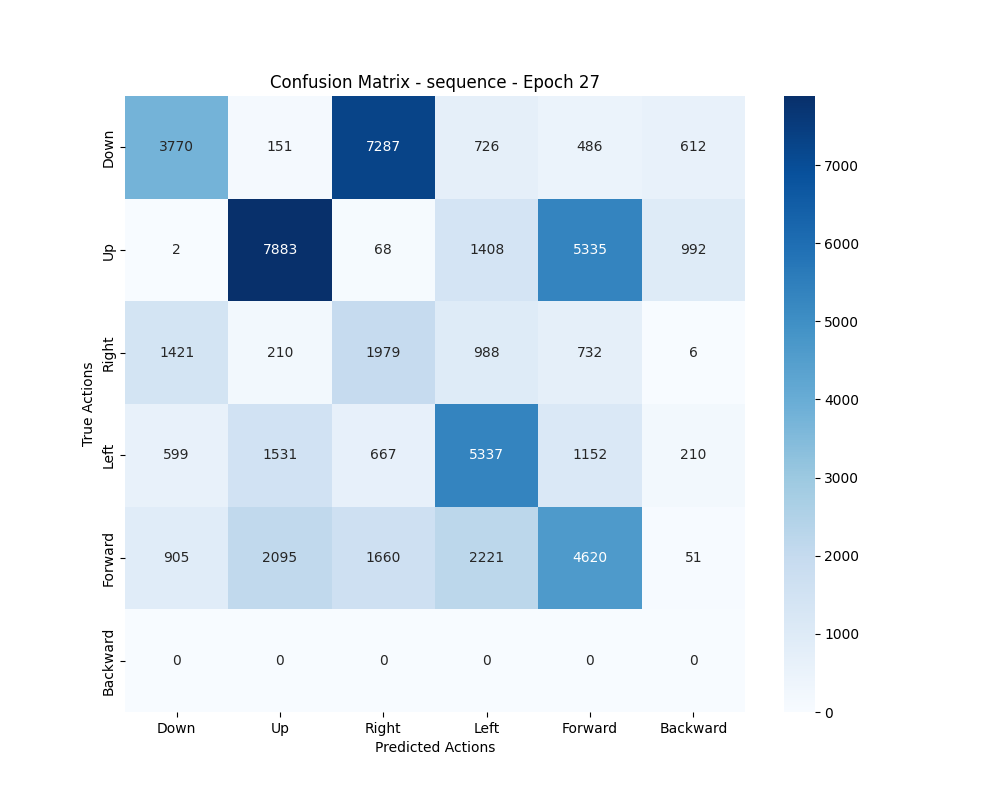 Confusion Matrix - sequence - Epoch 27
True Actions
Down 3770 151 7287 726 486 612
Up 2 7883 68 1408 5335 992
Right 1421 210 1979 988 732 6
Left 599 1531 667 5337 1152 210
Forward 905 2095 1660 2221 4620 51
Backward 0 0 0 0 0 0
Down Up Right Left Forward Backward
Predicted Actions
7000
6000
5000
4000
3000
2000
1000
0